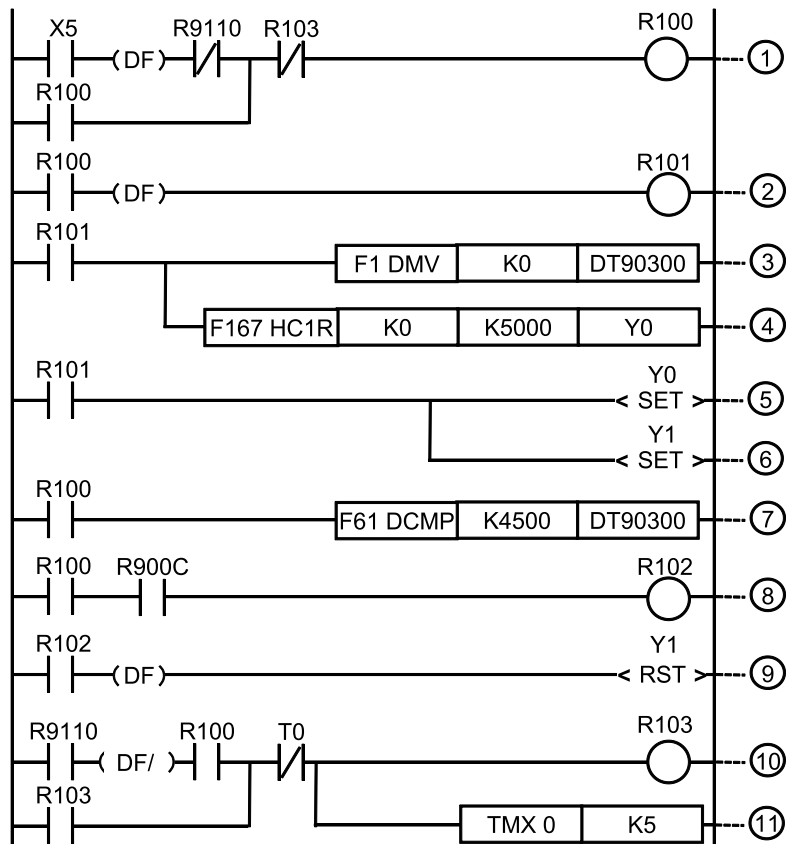 X5 R9110 R103 R100
( DF ) 1
R100
R100 R101
( DF ) 2
R101
F1 DMV K0 DT90300 3
F167 HC1R K0 K5000 Y0 4
R101 Y0
< SET > 5
Y1
< SET > 6
R100
F61 DCMP K4500 DT90300 7
R100 R900C R102
8
R102 Y1
( DF ) < RST > 9
R9110 R100 T0 R103
( DF/ ) 10
R103
TMX 0 K5 11